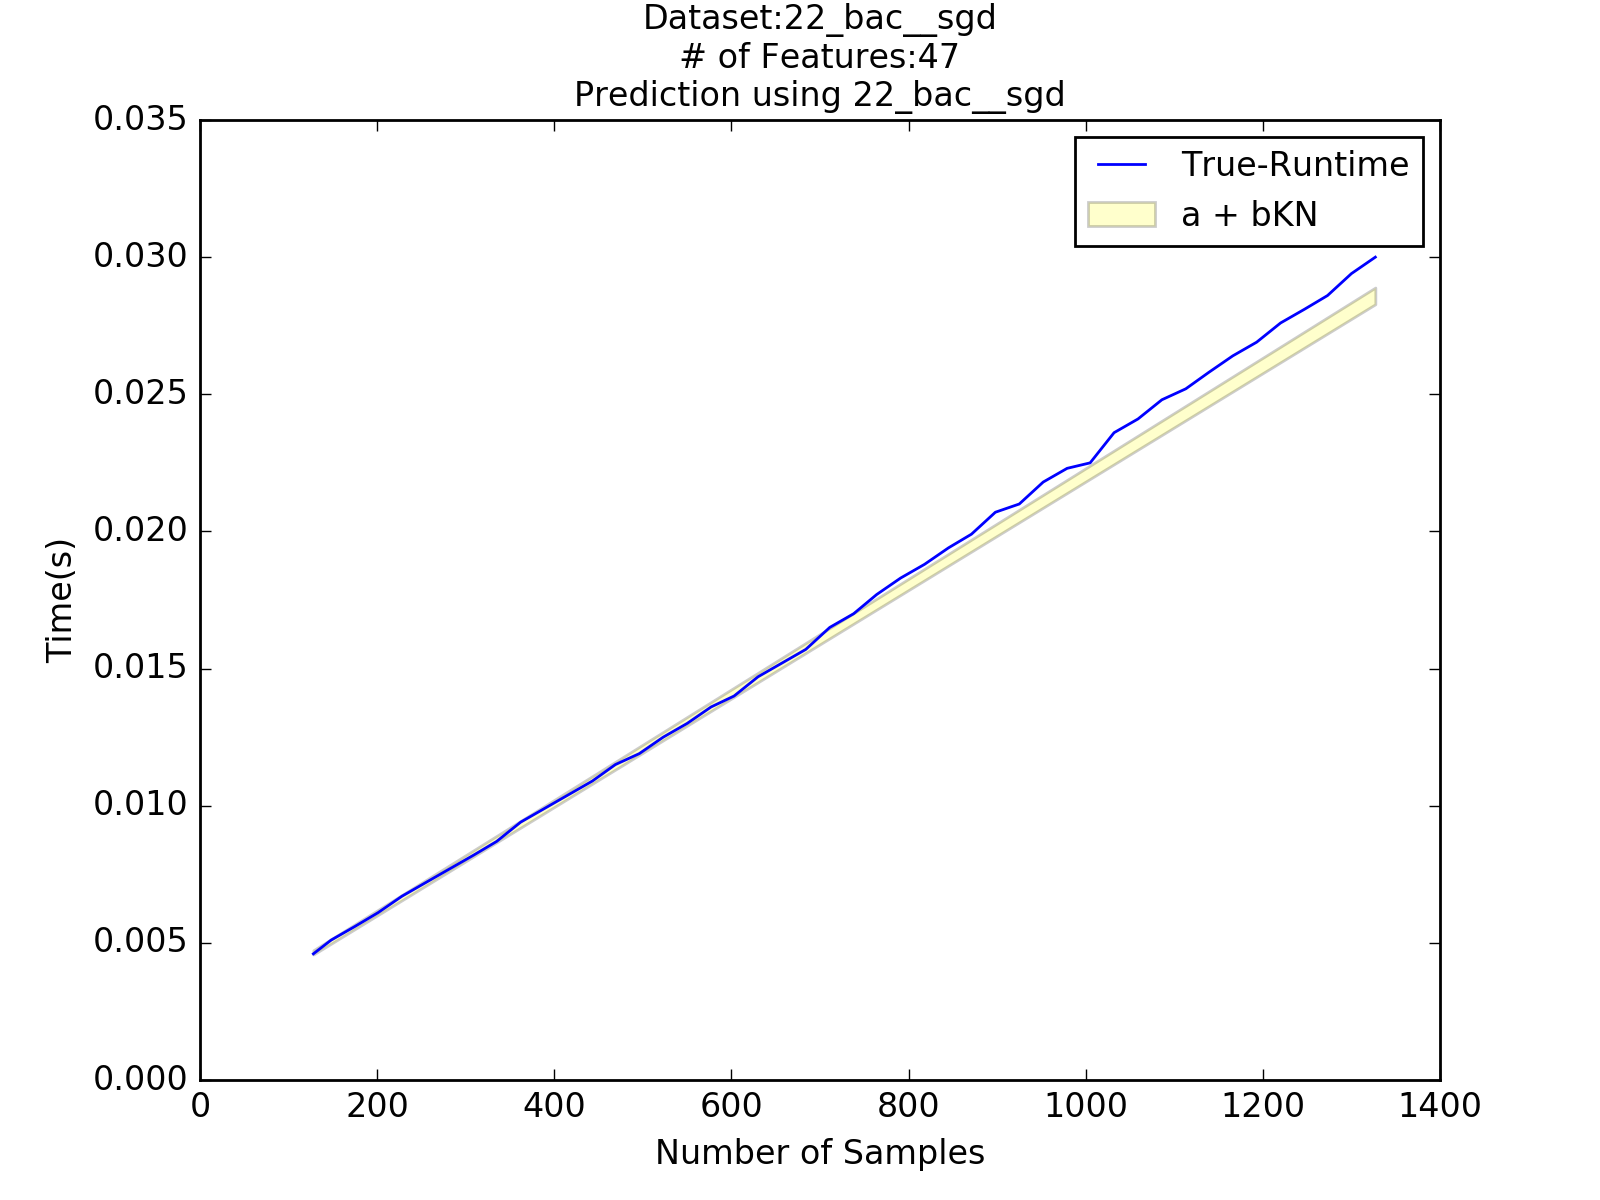 Dataset:22_bac__sgd
# of Features:47
Prediction using 22_bac__sgd
0.035
0.030
0.025
0.020
0.015
0.010
0.005
0.000
Time(s)
True-Runtime
a + bKN
0 200 400 600 800 1000 1200 1400
Number of Samples